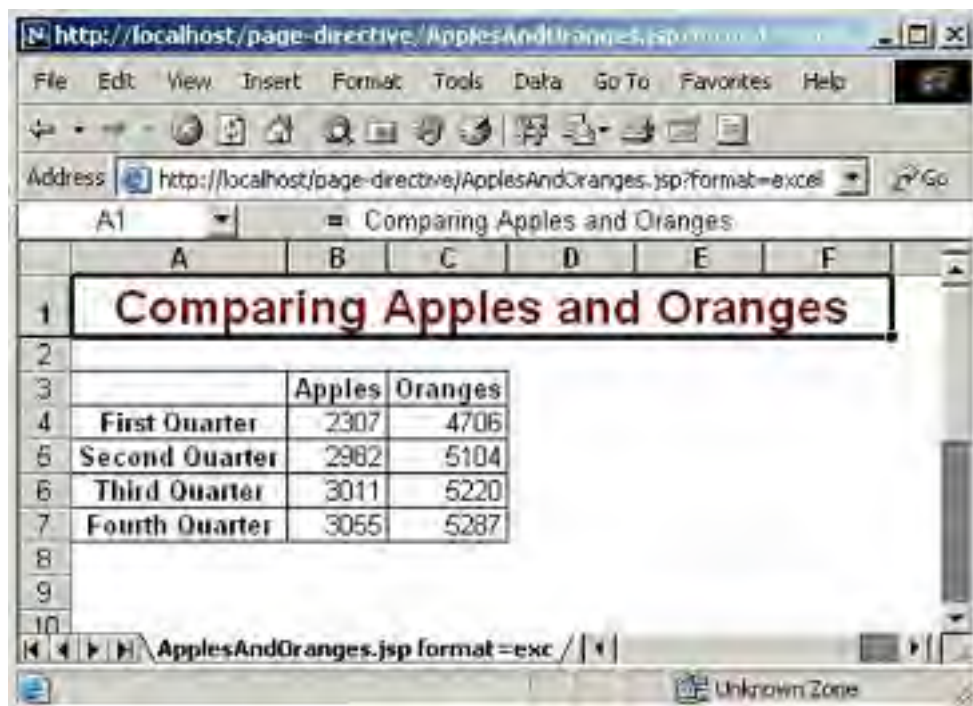 http://localhost/page-directive/ApplesAndOranges.jsp
File Edit View Insert Format Tools Data Go To Favorites Help
Address http://localhost/page-directive/ApplesAndOranges.jsp?format=excel Go
A1 = Comparing Apples and Oranges
A B C D E F
1 Comparing Apples and Oranges
2
3 Apples Oranges
4 First Quarter 2307 4706
5 Second Quarter 2982 5104
6 Third Quarter 3011 5220
7 Fourth Quarter 3055 5287
8
9
10
ApplesAndOranges.jsp format=exc
Unknown Zone